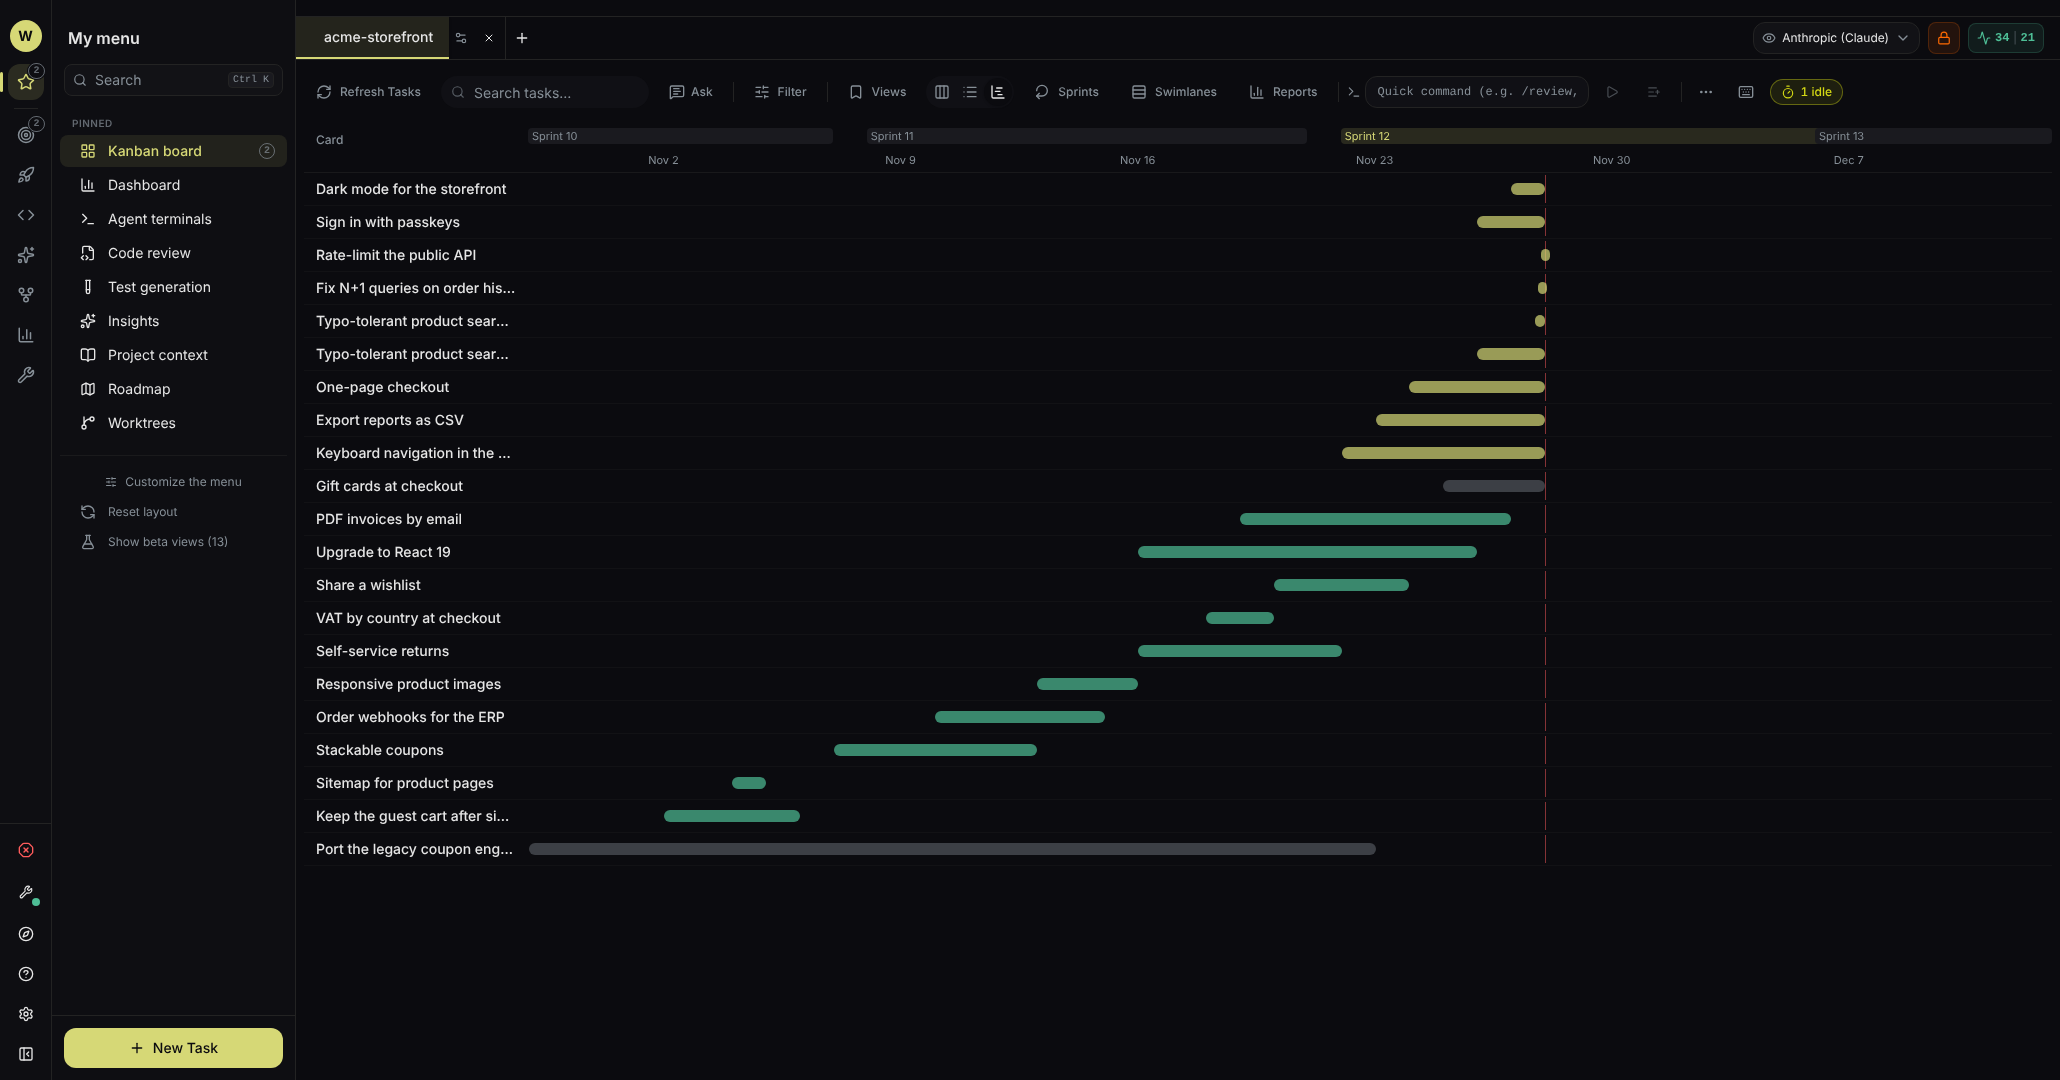 W
My menu
acme-storefront
Anthropic (Claude)
34 | 21
2
Search
Ctrl K
Refresh Tasks
Search tasks...
Ask
Filter
Views
Sprints
Swimlanes
Reports
Quick command (e.g. /review,
1 idle
2
PINNED
Kanban board
2
Dashboard
Agent terminals
Code review
Test generation
Insights
Project context
Roadmap
Worktrees
Customize the menu
Reset layout
Show beta views (13)
New Task
Card
Sprint 10
Sprint 11
Sprint 12
Sprint 13
Nov 2
Nov 9
Nov 16
Nov 23
Nov 30
Dec 7
Dark mode for the storefront
Sign in with passkeys
Rate-limit the public API
Fix N+1 queries on order his...
Typo-tolerant product sear...
Typo-tolerant product sear...
One-page checkout
Export reports as CSV
Keyboard navigation in the ...
Gift cards at checkout
PDF invoices by email
Upgrade to React 19
Share a wishlist
VAT by country at checkout
Self-service returns
Responsive product images
Order webhooks for the ERP
Stackable coupons
Sitemap for product pages
Keep the guest cart after si...
Port the legacy coupon eng...